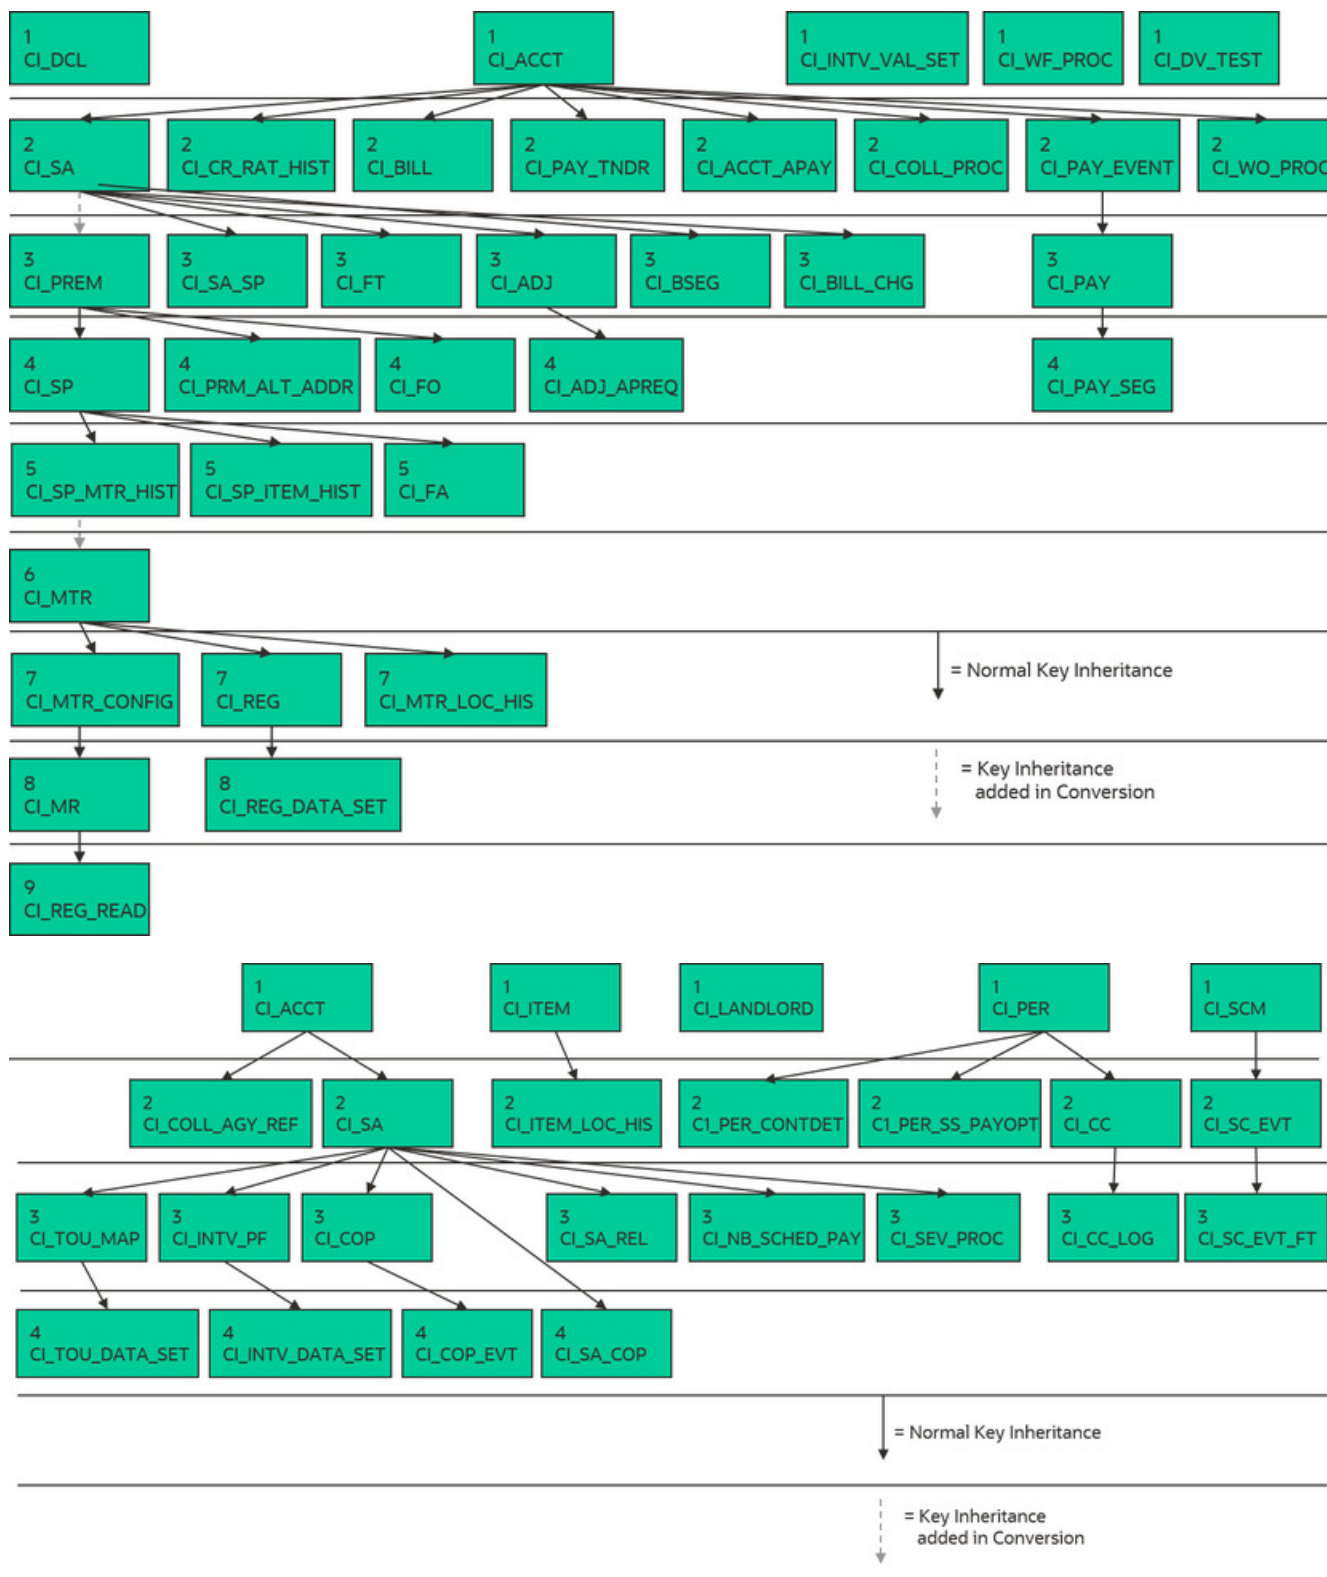 1
CI_DCL
1
CI_ACCT
1
CI_INTV_VAL_SET
1
CI_WF_PROC
1
CI_DV_TEST
2
CI_SA
2
CI_CR_RAT_HIST
2
CI_BILL
2
CI_PAY_TNDR
2
CI_ACCT_APAY
2
CI_COLL_PROC
2
CI_PAY_EVENT
2
CI_WO_PROC
3
CI_PREM
3
CI_SA_SP
3
CI_FT
3
CI_ADJ
3
CI_BSEG
3
CI_BILL_CHG
3
CI_PAY
4
CI_SP
4
CI_PRM_ALT_ADDR
4
CI_FO
4
CI_ADJ_APREQ
4
CI_PAY_SEG
5
CI_SP_MTR_HIST
5
CI_SP_ITEM_HIST
5
CI_FA
6
CI_MTR
7
CI_MTR_CONFIG
7
CI_REG
7
CI_MTR_LOC_HIS
= Normal Key Inheritance
8
CI_MR
8
CI_REG_DATA_SET
= Key Inheritance
added in Conversion
9
CI_REG_READ
1
CI_ACCT
1
CI_ITEM
1
CI_LANDLORD
1
CI_PER
1
CI_SCM
2
CI_COLL_AGY_REF
2
CI_SA
2
CI_ITEM_LOC_HIS
2
C1_PER_CONTDET
2
C1_PER_SS_PAYOPT
2
CI_CC
2
CI_SC_EVT
3
CI_TOU_MAP
3
CI_INTV_PF
3
CI_COP
3
CI_SA_REL
3
CI_NB_SCHED_PAY
3
CI_SEV_PROC
3
CI_CC_LOG
3
CI_SC_EVT_FT
4
CI_TOU_DATA_SET
4
CI_INTV_DATA_SET
4
CI_COP_EVT
4
CI_SA_COP
= Normal Key Inheritance
= Key Inheritance
added in Conversion